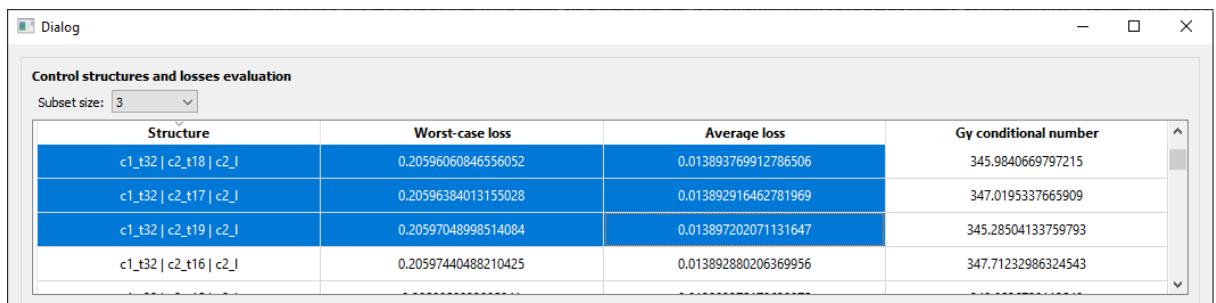 Dialog
Control structures and losses evaluation
Subset size: 3
Structure Worst-case loss Average loss Gy conditional number
c1_t32 | c2_t18 | c2_l 0.20596060846556052 0.013893769912786506 345.9840669797215
c1_t32 | c2_t17 | c2_l 0.20596384013155028 0.013892916462781969 347.0195337665909
c1_t32 | c2_t19 | c2_l 0.20597048998514084 0.013897202071131647 345.28504133759793
c1_t32 | c2_t16 | c2_l 0.20597440488210425 0.013892880206369956 347.71232986324543